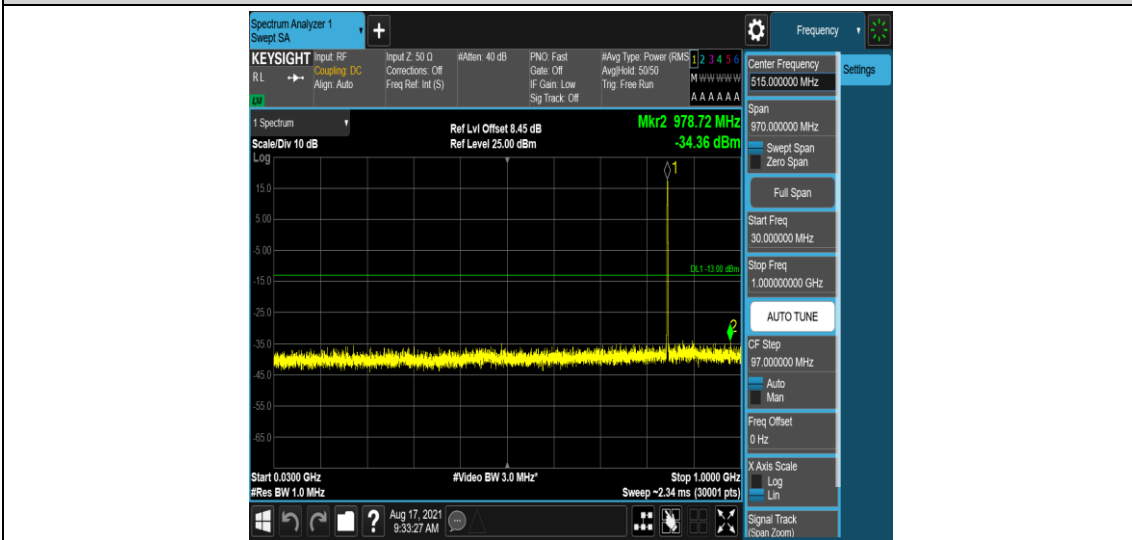 Spectrum Analyzer 1
Swept SA
+
Frequency
KEYSIGHT
RL
LXI
Input: RF
Coupling: DC
Align: Auto
Input Z: 50 Ω
Corrections: Off
Freq Ref: Int (S)
#Atten: 40 dB
PNO: Fast
Gate: Off
IF Gain: Low
Sig Track: Off
#Avg Type: Power (RMS
Avg|Hold: 50/50
Trig: Free Run
1 2 3 4 5 6
M W W W W W
A A A A A A
Center Frequency
515.000000 MHz
Settings
Span
970.000000 MHz
Swept Span
Zero Span
Full Span
Start Freq
30.000000 MHz
Stop Freq
1.000000000 GHz
AUTO TUNE
CF Step
97.000000 MHz
Auto
Man
Freq Offset
0 Hz
X Axis Scale
Log
Lin
Signal Track
(Span Zoom)
1 Spectrum
Scale/Div 10 dB
Log
Ref Lvl Offset 8.45 dB
Ref Level 25.00 dBm
Mkr2 978.72 MHz
-34.36 dBm
1
15.0
5.00
-5.00
DL1 -13.00 dBm
-15.0
-25.0
2
-35.0
-45.0
-55.0
-65.0
Start 0.0300 GHz
#Video BW 3.0 MHz*
Stop 1.0000 GHz
#Res BW 1.0 MHz
Sweep ~2.34 ms (30001 pts)
?
Aug 17, 2021
9:33:27 AM